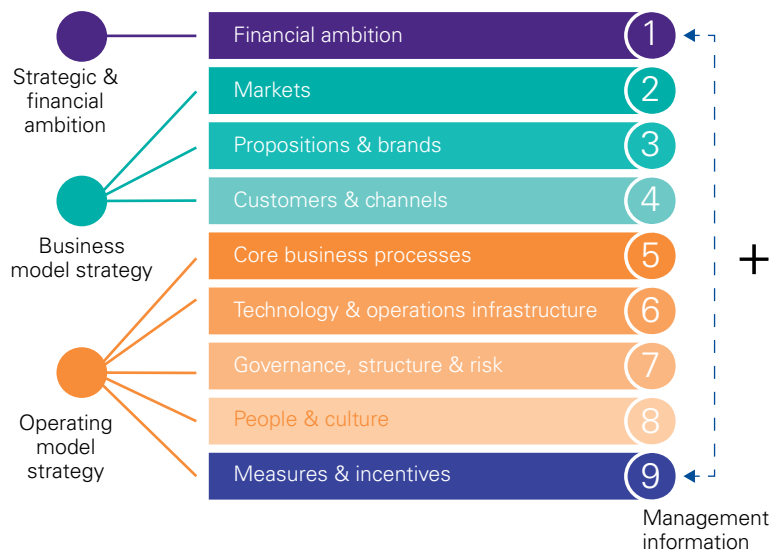 Financial ambition 1
Strategic &
financial
ambition
Markets 2
Propositions & brands 3
Customers & channels 4
Business
model strategy
Core business processes 5
+
Technology & operations infrastructure 6
Governance, structure & risk 7
People & culture 8
Operating
model
strategy
Measures & incentives 9
Management
information